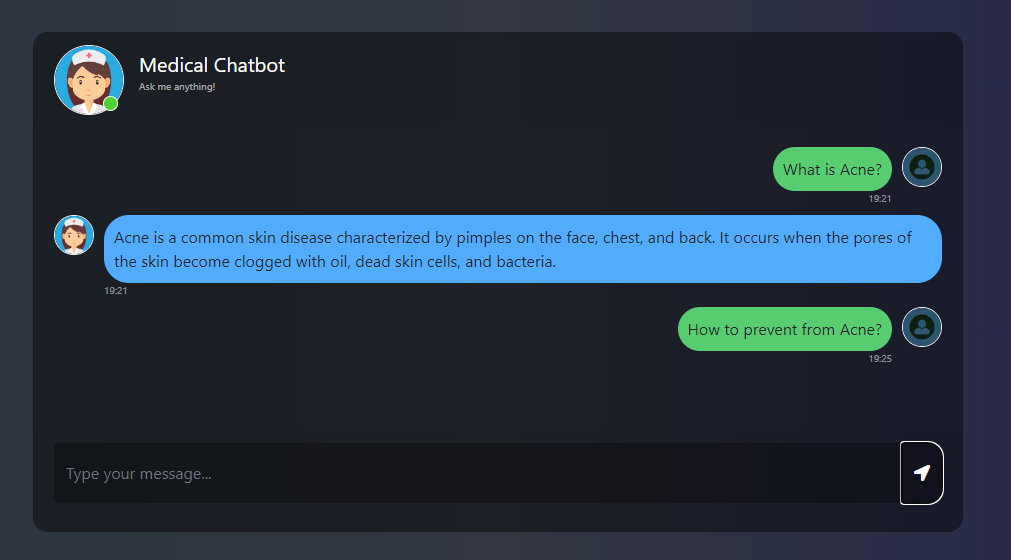 Medical Chatbot
Ask me anything!
What is Acne?
19:21
Acne is a common skin disease characterized by pimples on the face, chest, and back. It occurs when the pores of
the skin become clogged with oil, dead skin cells, and bacteria.
19:21
How to prevent from Acne?
19:25
Type your message...